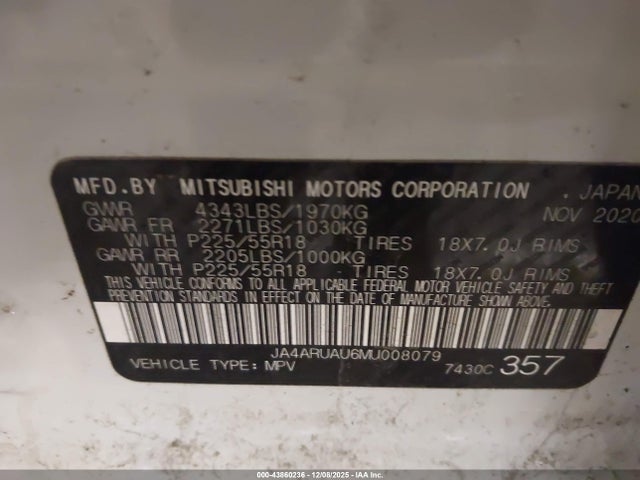 MFD.BY MITSUBISHI MOTORS CORPORATION . JAPAN
GVWR 4343LBS/1970KG NOV 2020
GAWR FR 2271LBS/1030KG
WITH P225/55R18 TIRES 18X7.0J RIMS
GAWR RR 2205LBS/1000KG
WITH P225/55R18 TIRES 18X7.0J RIMS
THIS VEHICLE CONFORMS TO ALL APPLICABLE FEDERAL MOTOR VEHICLE SAFETY AND THEFT
PREVENTION STANDARDS IN EFFECT ON THE DATE OF MANUFACTURE SHOWN ABOVE.
JA4ARUAU6MU008079
VEHICLE TYPE: MPV 7430C 357
000-43860236 - 12/08/2025 - IAA Inc.